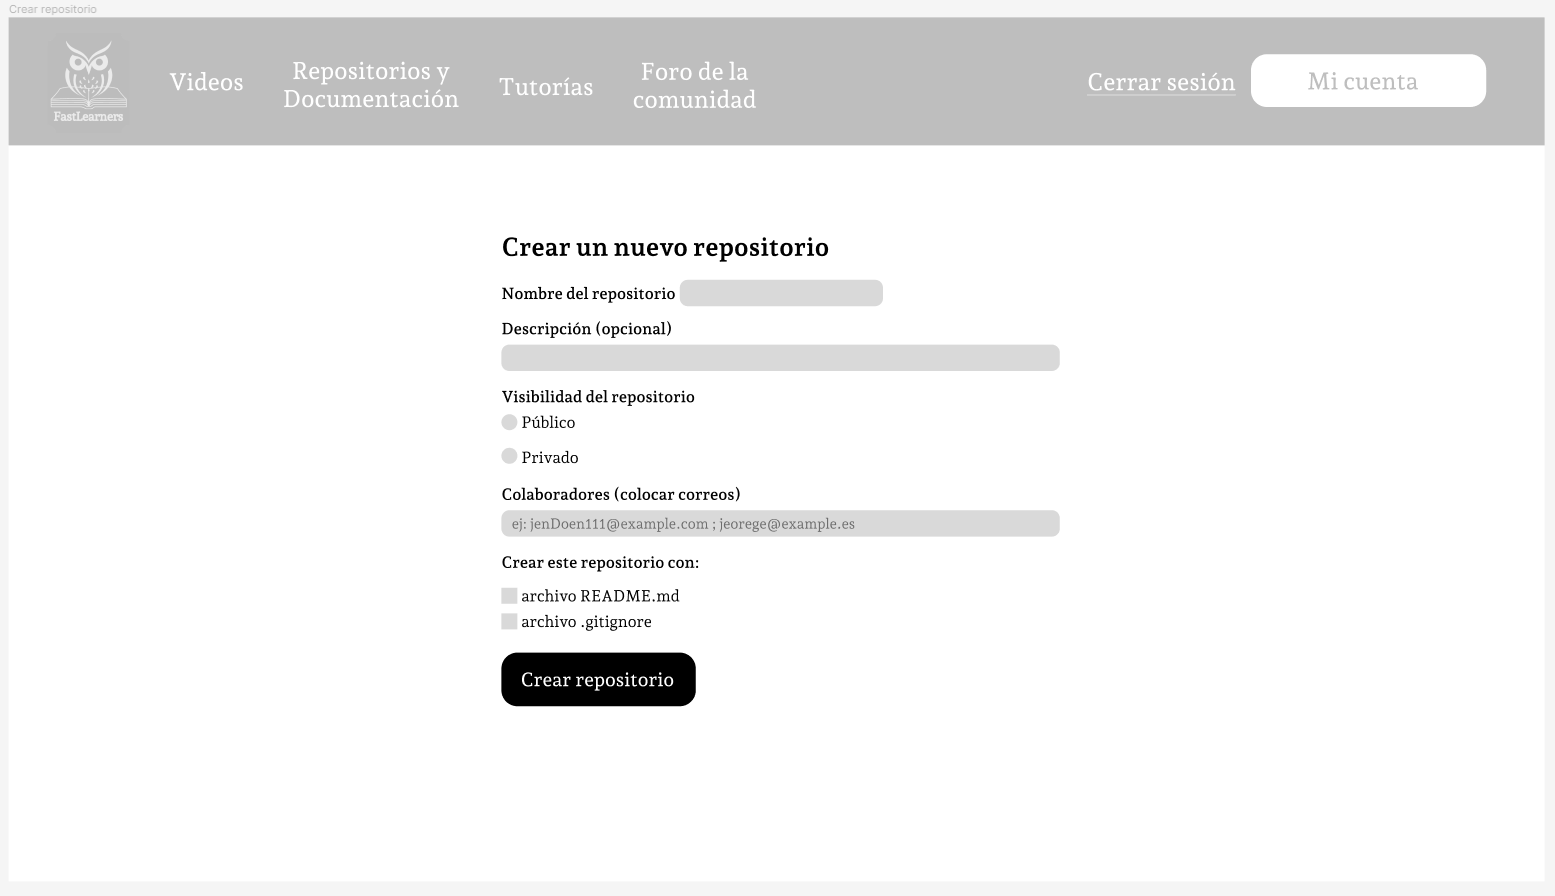 Crear repositorio
FastLearners
Videos
Repositorios y
Documentación
Tutorías
Foro de la
comunidad
Cerrar sesión
Mi cuenta
Crear un nuevo repositorio
Nombre del repositorio
Descripción (opcional)
Visibilidad del repositorio
Público
Privado
Colaboradores (colocar correos)
ej: jenDoen111@example.com ; jeorege@example.es
Crear este repositorio con:
archivo README.md
archivo .gitignore
Crear repositorio